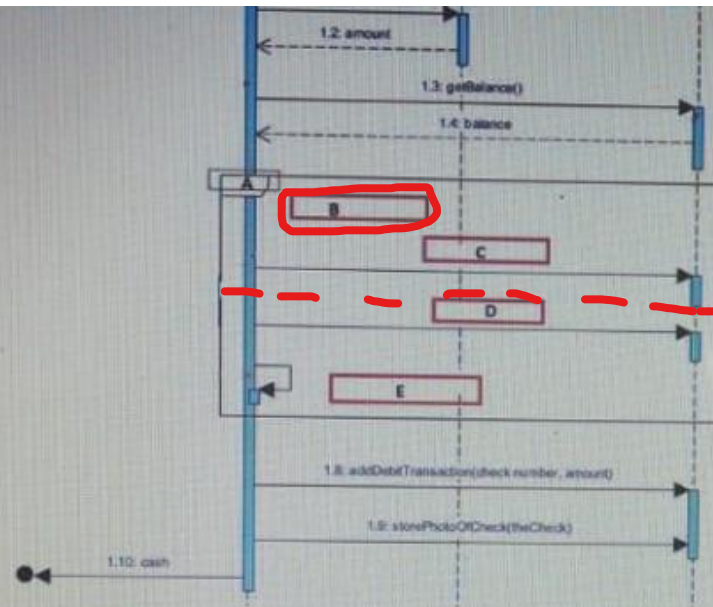 1.2: amount
1.3: getBalance()
1.4: balance
A
B
C
D
E
1.8: addDebitTransaction(check number, amount)
1.9: storePhotoOfCheck(theCheck)
1.10: cash